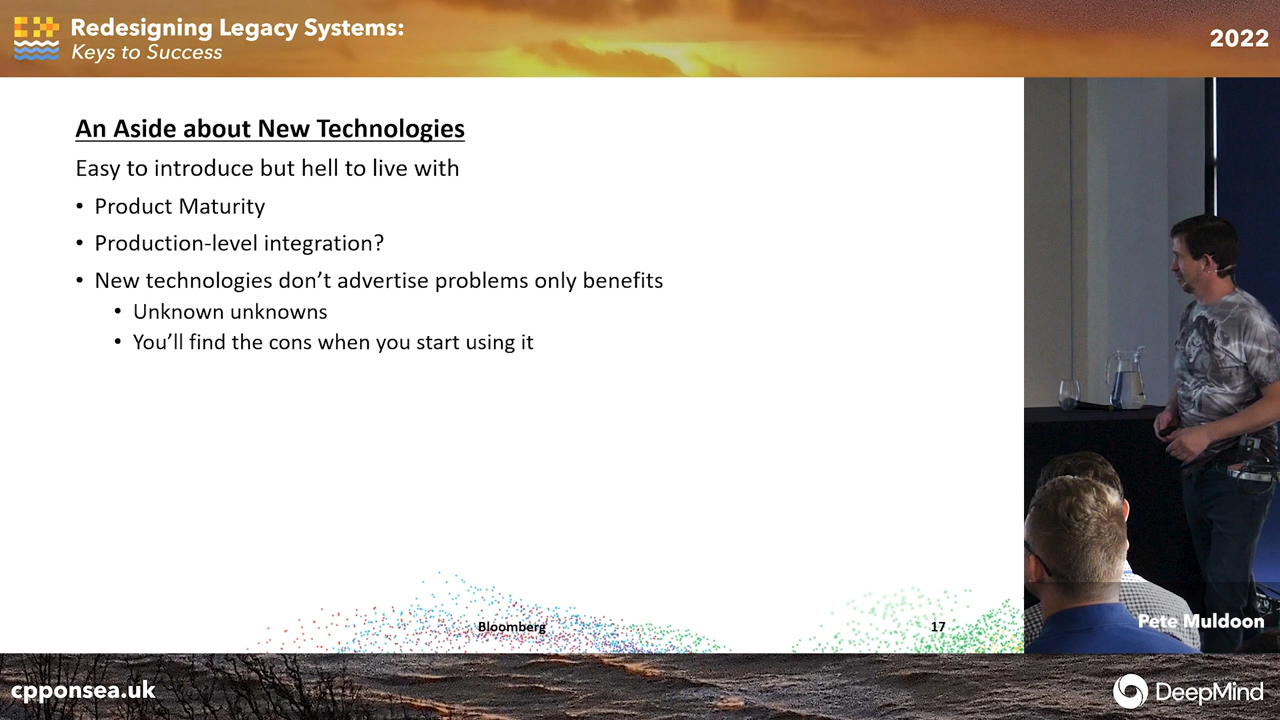 Redesigning Legacy Systems:
Keys to Success
2022
An Aside about New Technologies
Easy to introduce but hell to live with
• Product Maturity
• Production-level integration?
• New technologies don’t advertise problems only benefits
• Unknown unknowns
• You’ll find the cons when you start using it
Bloomberg
17
Pete Muldoon
cpponsea.uk
DeepMind